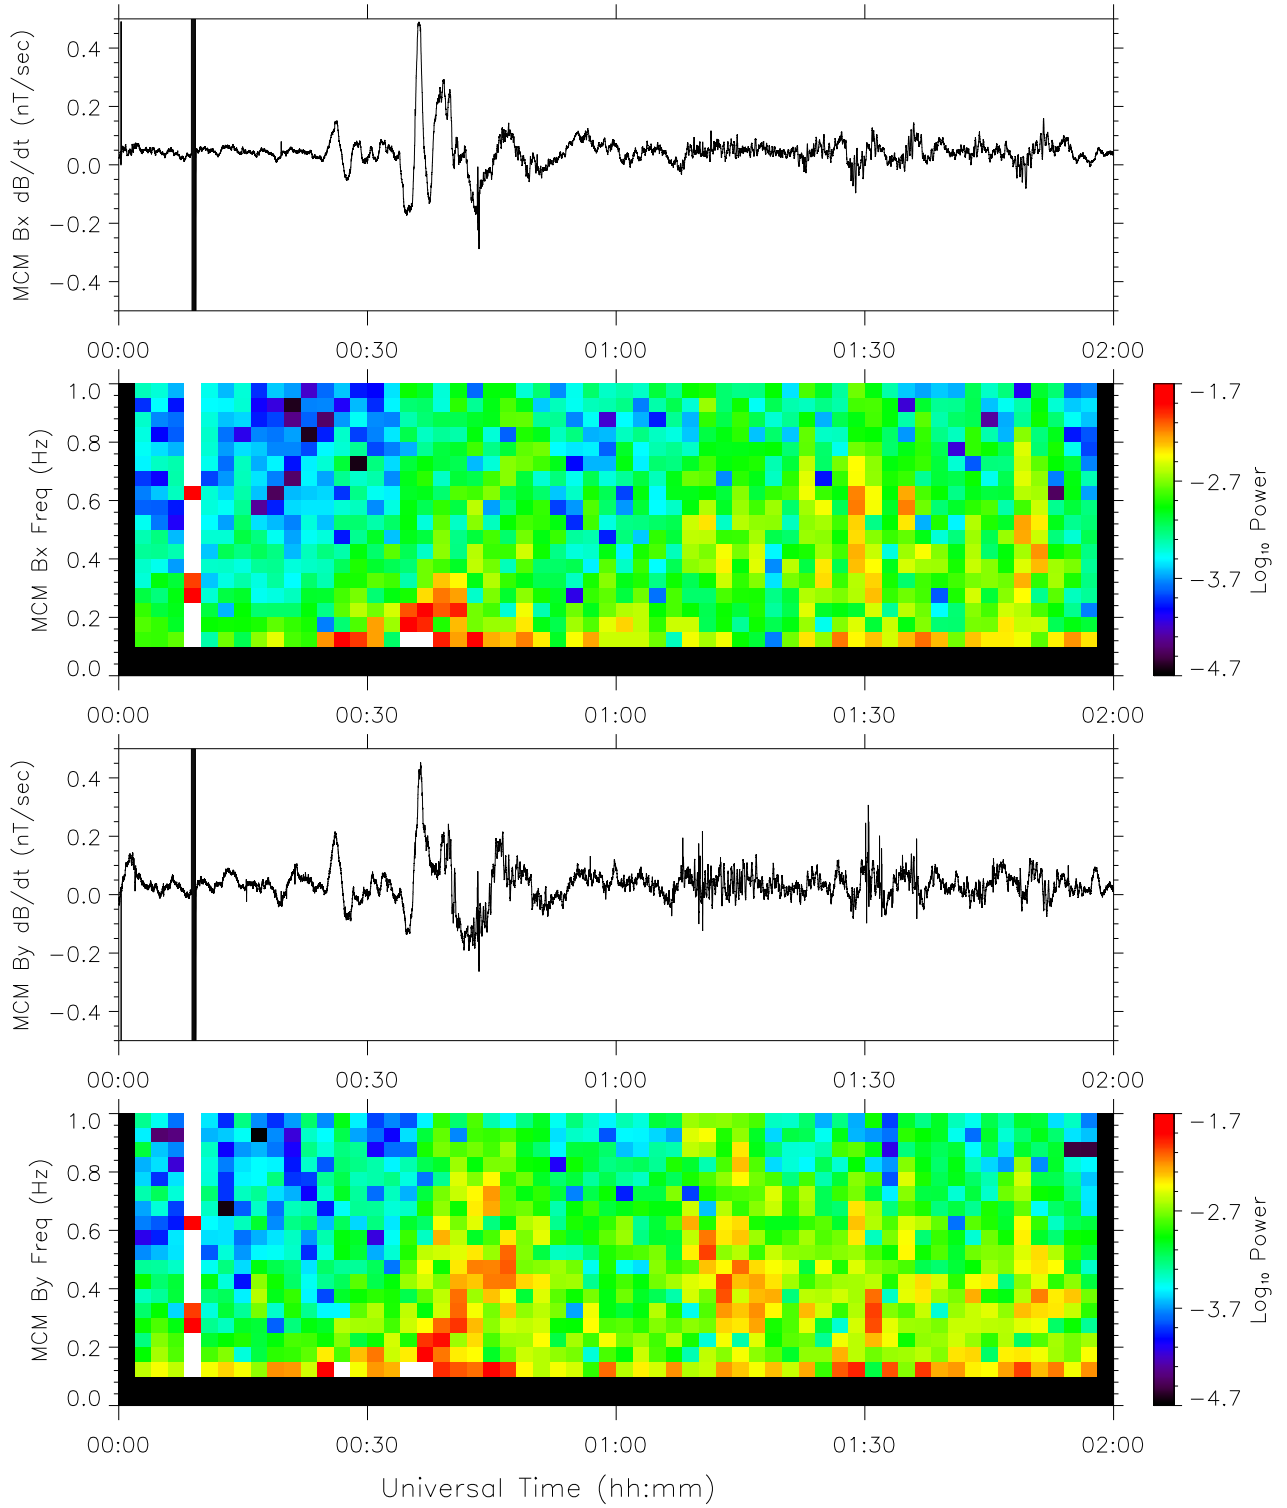 MCM Bx dB/dt (nT/sec)
0.4
0.2
0.0
−0.2
−0.4
00:00 00:30 01:00 01:30 02:00
MCM Bx Freq (Hz)
1.0
0.8
0.6
0.4
0.2
0.0
−1.7
−2.7
−3.7
−4.7
Log₁₀ Power
00:00 00:30 01:00 01:30 02:00
MCM By dB/dt (nT/sec)
0.4
0.2
0.0
−0.2
−0.4
00:00 00:30 01:00 01:30 02:00
MCM By Freq (Hz)
1.0
0.8
0.6
0.4
0.2
0.0
−1.7
−2.7
−3.7
−4.7
Log₁₀ Power
00:00 00:30 01:00 01:30 02:00
Universal Time (hh:mm)